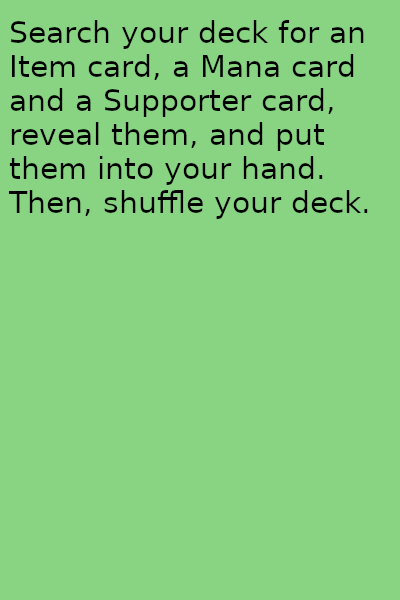 Search your deck for an
Item card, a Mana card
and a Supporter card,
reveal them, and put
them into your hand.
Then, shuffle your deck.